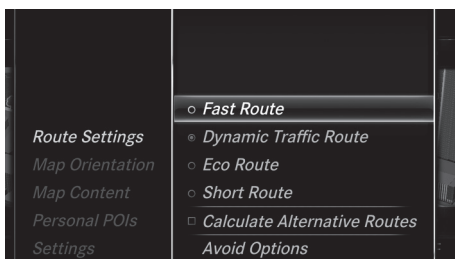 Fast Route
Route Settings
Dynamic Traffic Route
Map Orientation
Eco Route
Map Content
Short Route
Personal POIs
Calculate Alternative Routes
Settings
Avoid Options